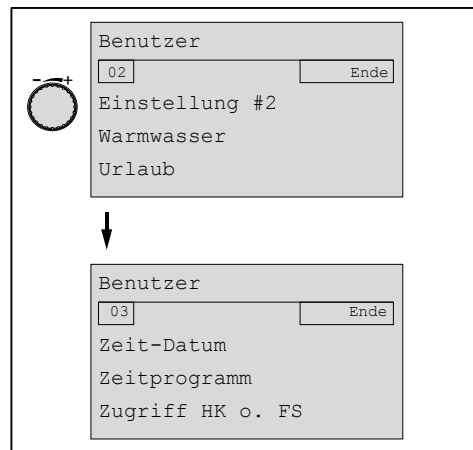 Benutzer
02 Ende
- +
Einstellung #2
Warmwasser
Urlaub
Benutzer
03 Ende
Zeit-Datum
Zeitprogramm
Zugriff HK o. FS